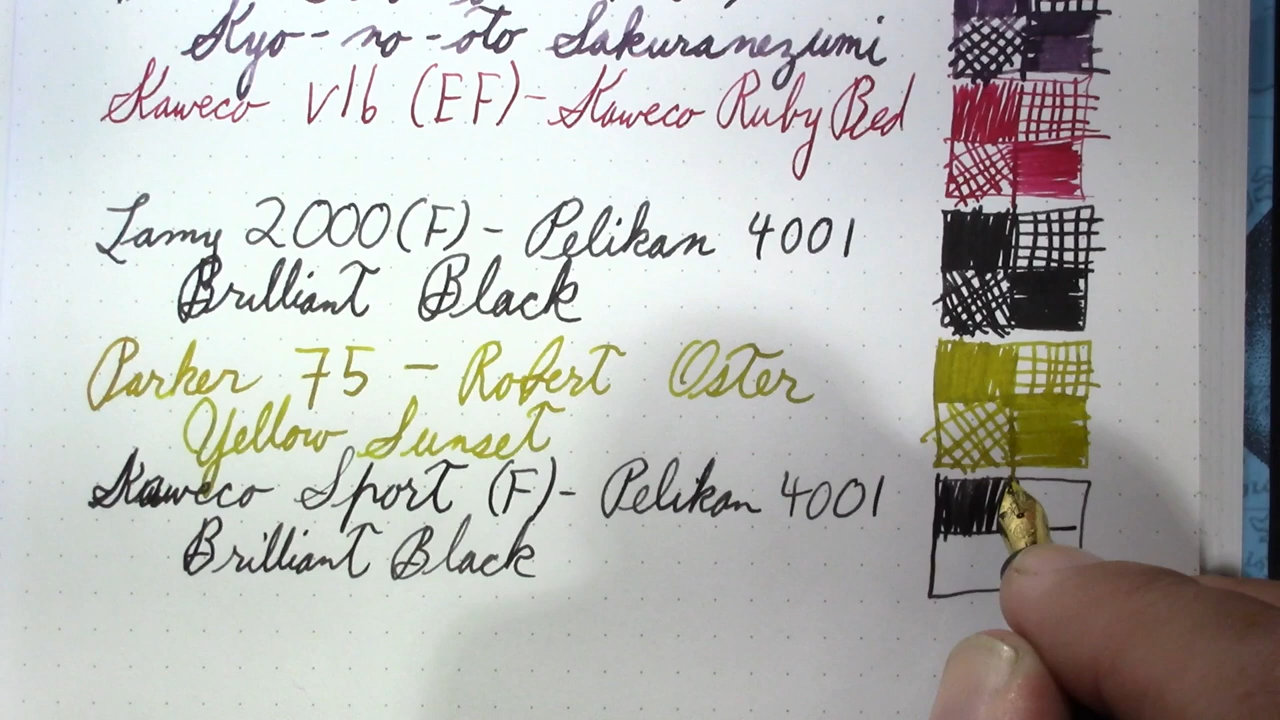 Kyo-no-oto Sakuranezumi
Kaweco V16 (EF)- Kaweco Ruby Red
Lamy 2000(F)- Pelikan 4001
Brilliant Black
Parker 75 - Robert Oster
Yellow Sunset
Kaweco Sport (F)- Pelikan 4001
Brilliant Black